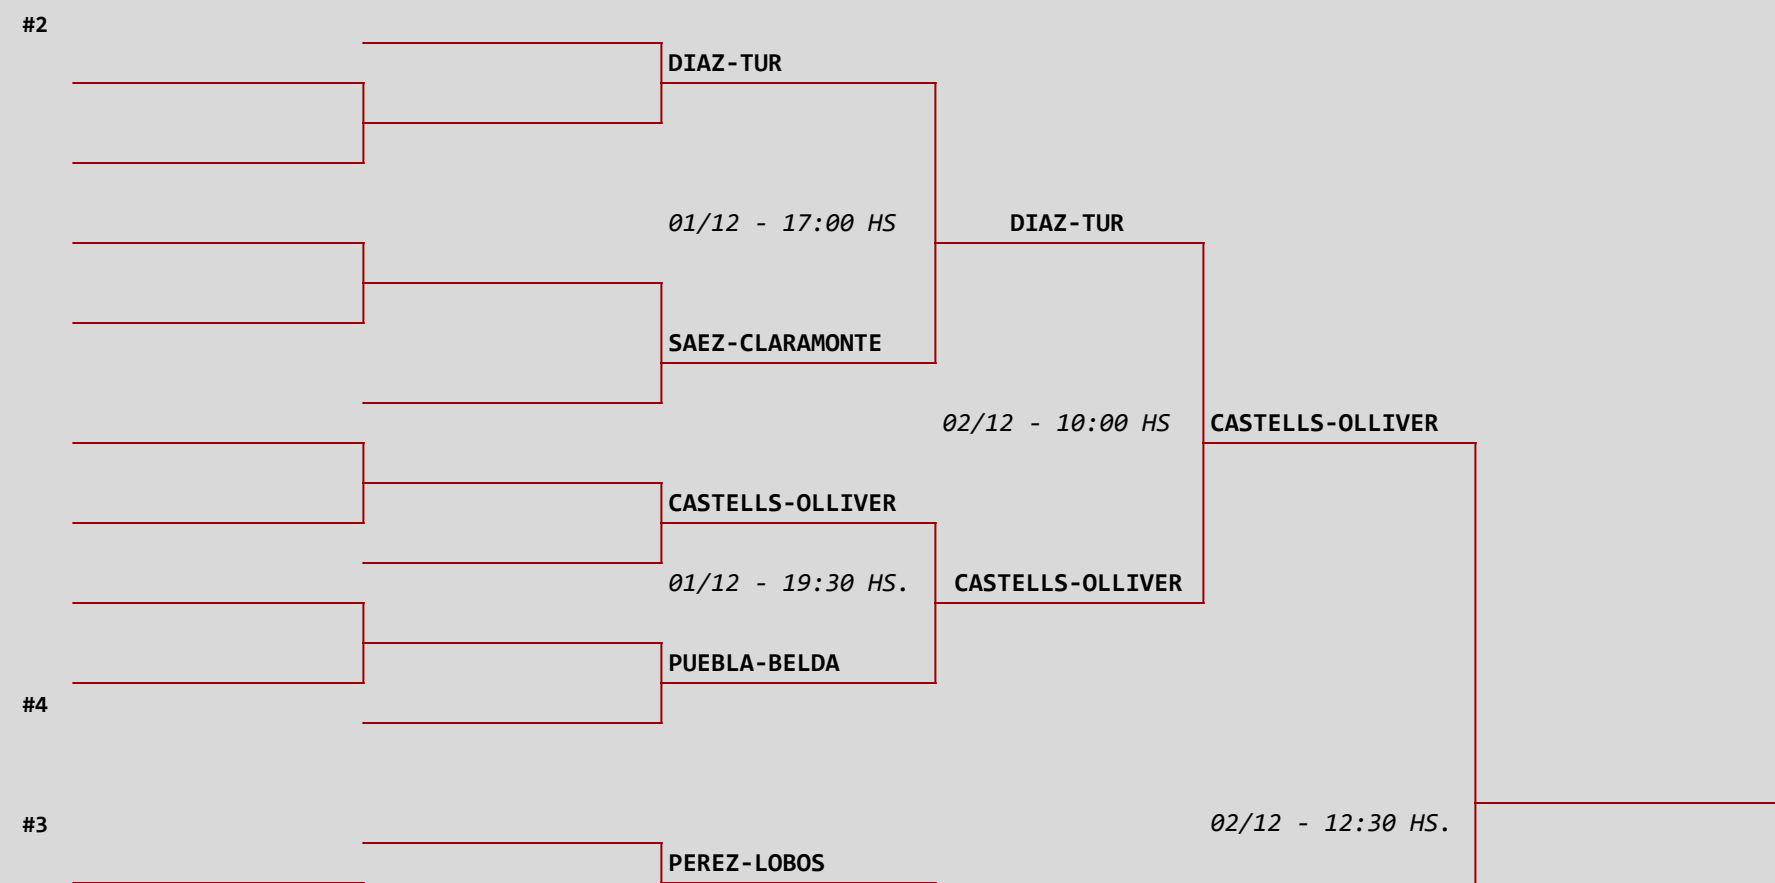 #2
DIAZ-TUR
01/12 - 17:00 HS
DIAZ-TUR
SAEZ-CLARAMONTE
02/12 - 10:00 HS
CASTELLS-OLLIVER
CASTELLS-OLLIVER
01/12 - 19:30 HS.
CASTELLS-OLLIVER
PUEBLA-BELDA
#4
#3
02/12 - 12:30 HS.
PEREZ-LOBOS